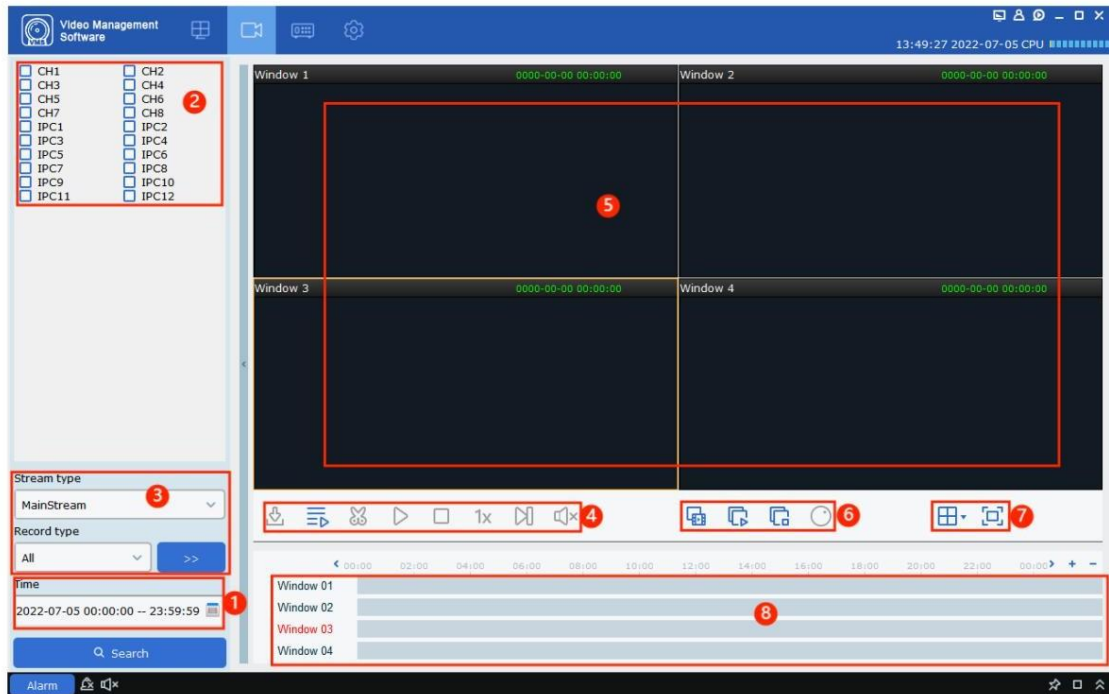 Video Management
Software
VMS
13:49:27 2022-07-05 CPU
CH1 CH2
CH3 CH4
CH5 CH6
CH7 CH8
IPC1 IPC2
IPC3 IPC4
IPC5 IPC6
IPC7 IPC8
IPC9 IPC10
IPC11 IPC12
2
Window 1 0000-00-00 00:00:00
Window 2 0000-00-00 00:00:00
5
Window 3 0000-00-00 00:00:00
Window 4 0000-00-00 00:00:00
Stream type
3
MainStream
Record type
All >>
Time
2022-07-05 00:00:00 -- 23:59:59
1
Search
1x
4
6
7
00:00 02:00 04:00 06:00 08:00 10:00 12:00 14:00 16:00 18:00 20:00 22:00 00:00 + -
Window 01
Window 02
Window 03
Window 04
8
Alarm